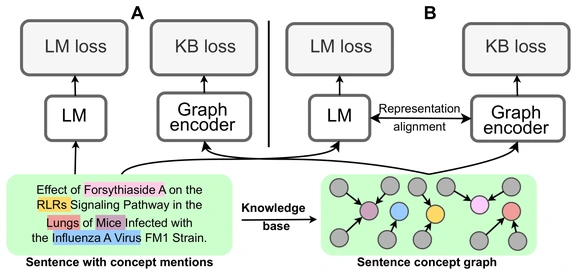 A
B
LM loss
KB loss
LM loss
KB loss
LM
Graph
encoder
LM
Representation
alignment
Graph
encoder
Effect of Forsythiaside A on the
RLRs Signaling Pathway in the
Lungs of Mice Infected with
the Influenza A Virus FM1 Strain.
Knowledge
base
Sentence with concept mentions
Sentence concept graph